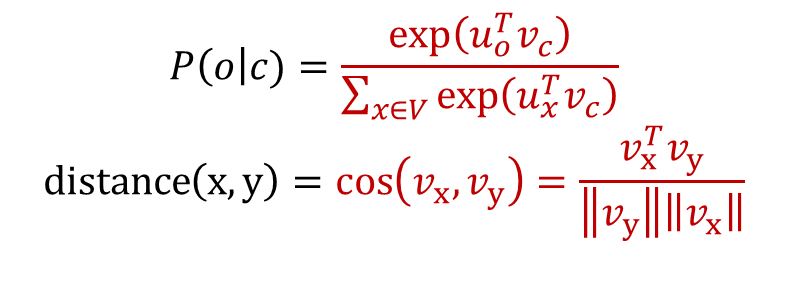 P(o|c) = exp(u_o^T v_c) / ∑_{x∈V} exp(u_x^T v_c)
distance(x, y) = cos(v_x, v_y) = v_x^T v_y / ‖v_y‖‖v_x‖